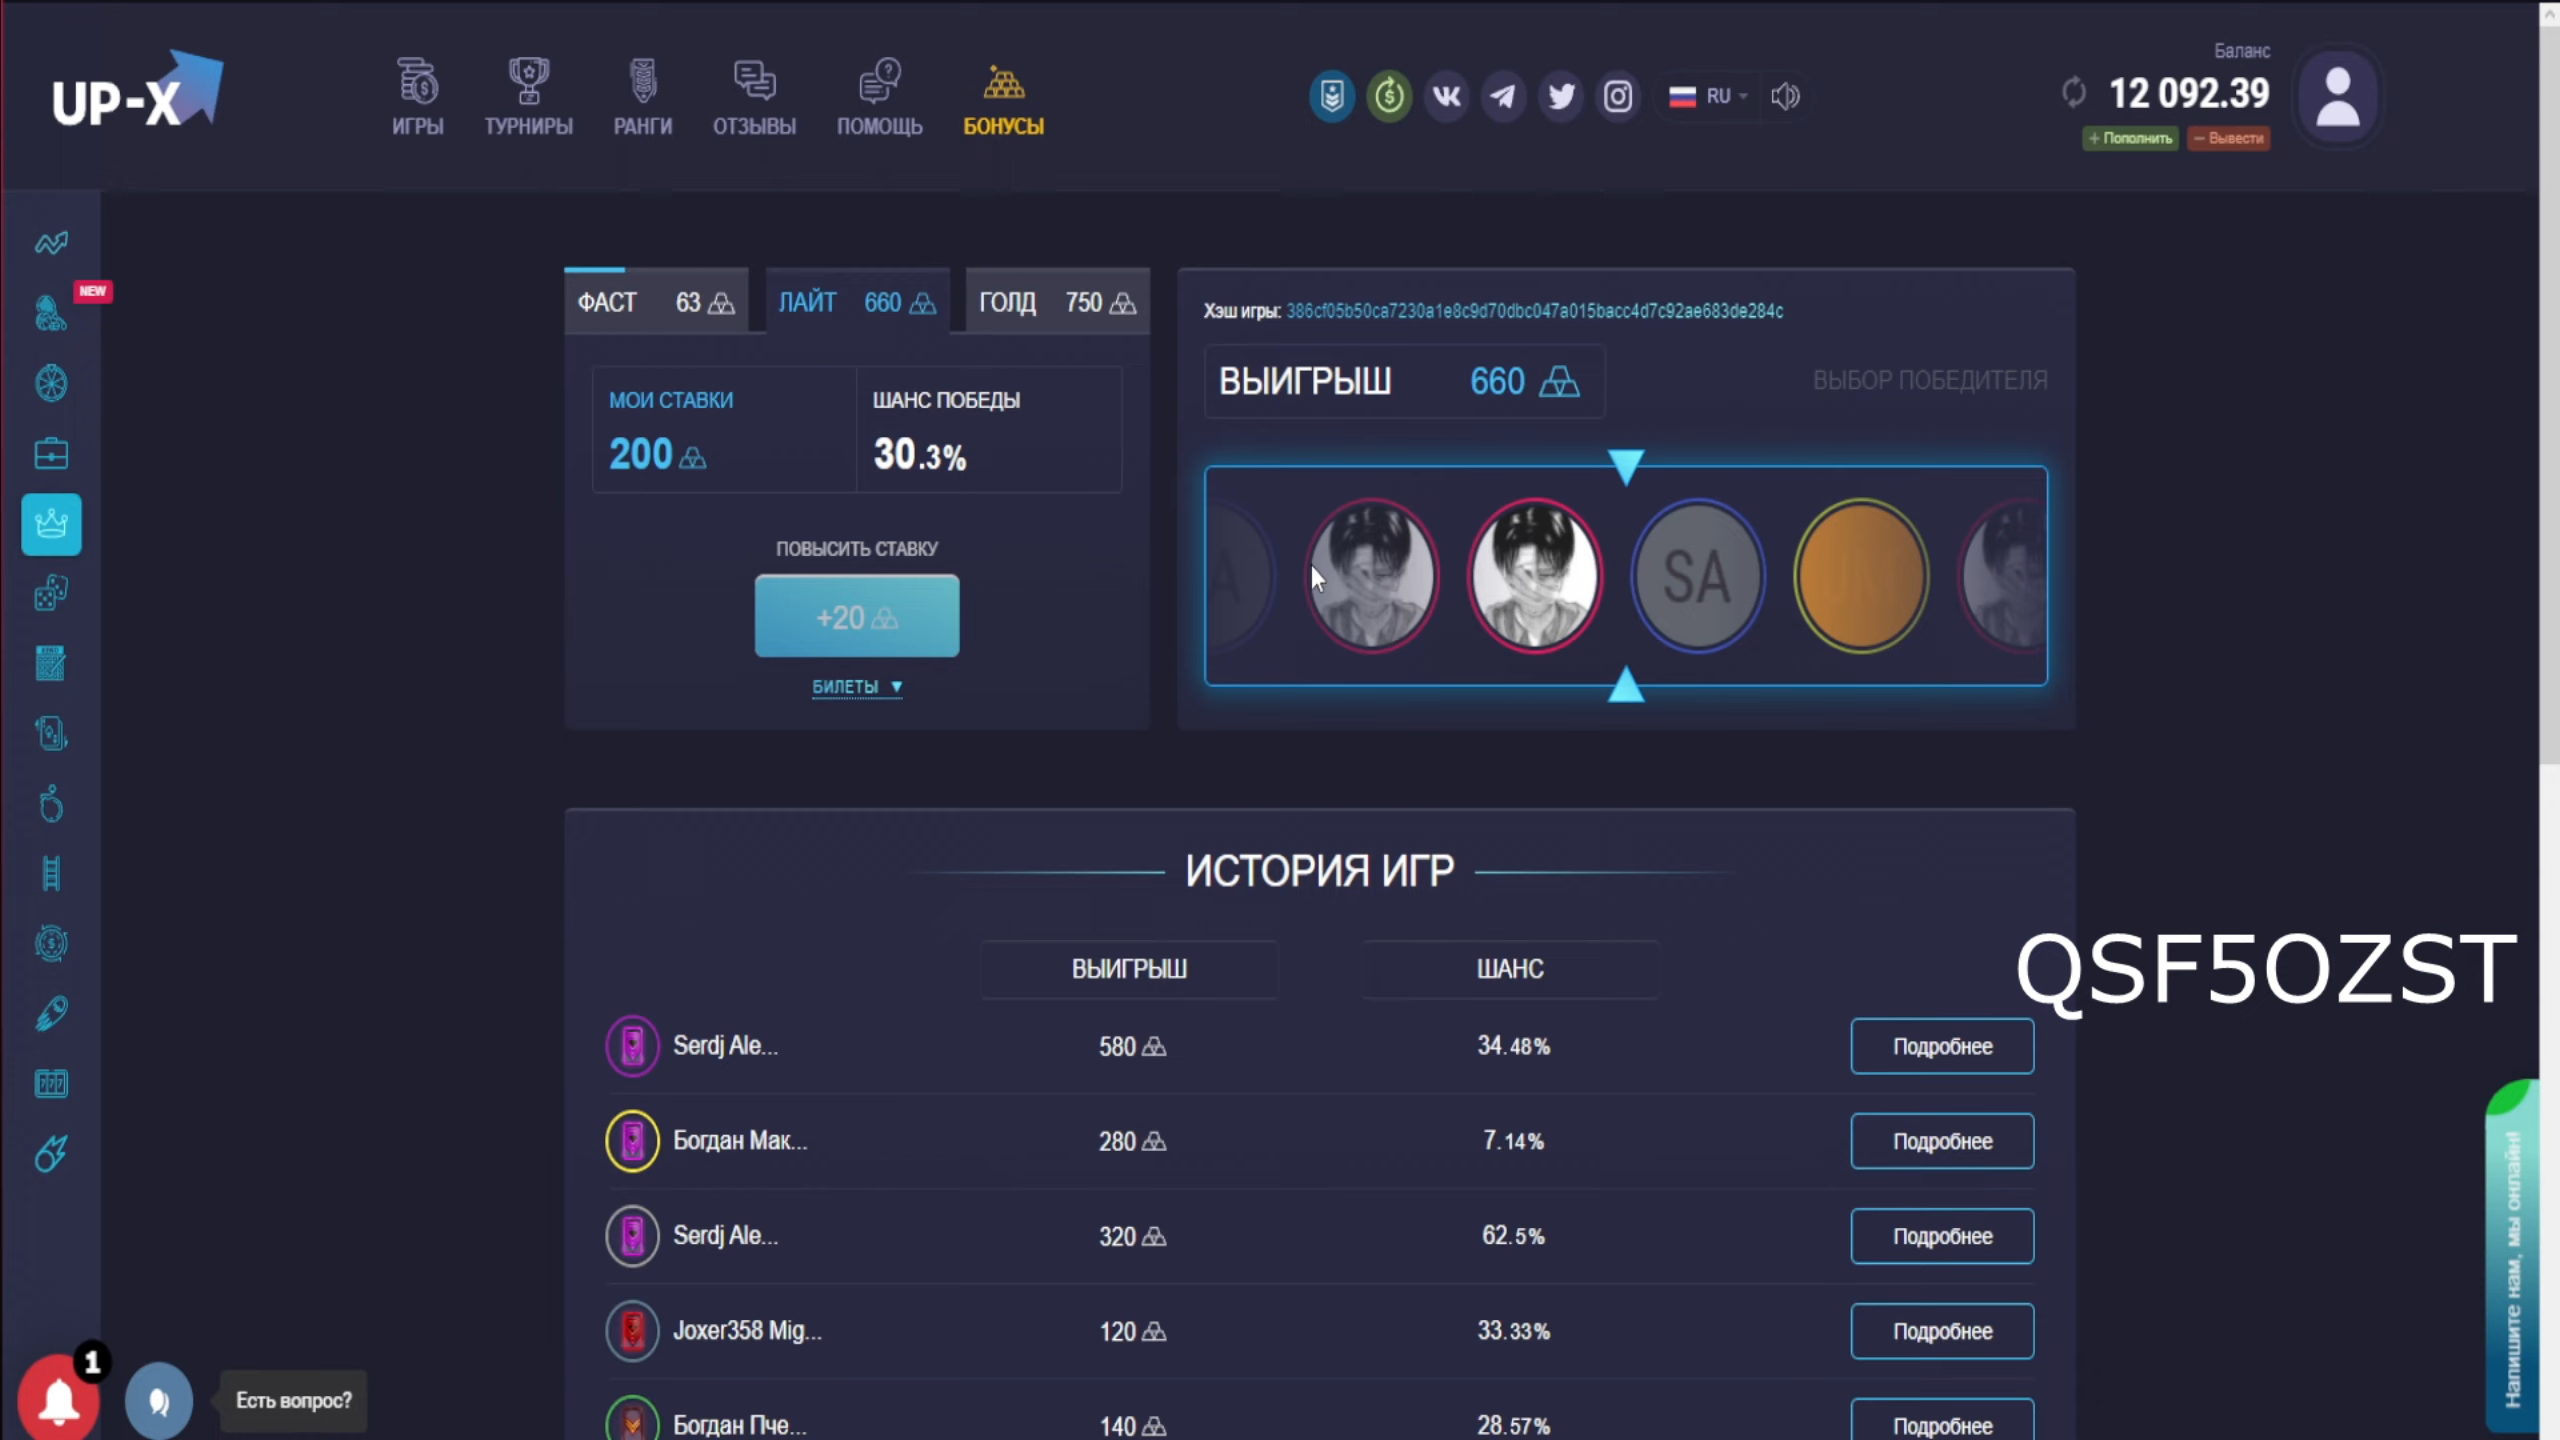 UP-X
ИГРЫ
ТУРНИРЫ
РАНГИ
ОТЗЫВЫ
ПОМОЩЬ
БОНУСЫ
RU
Баланс
12 092.39
+ Пополнить
− Вывести
NEW
ФАСТ 63
ЛАЙТ 660
ГОЛД 750
МОИ СТАВКИ
200
ШАНС ПОБЕДЫ
30.3%
ПОВЫСИТЬ СТАВКУ
+20
БИЛЕТЫ ▼
Хэш игры: 386cf05b50ca7230a1e8c9d70dbc047a015bacc4d7c92ae683de284c
ВЫИГРЫШ 660
ВЫБОР ПОБЕДИТЕЛЯ
SA
ИСТОРИЯ ИГР
ВЫИГРЫШ ШАНС
QSF5OZST
Serdj Ale... 580 34.48% Подробнее
Богдан Мак... 280 7.14% Подробнее
Serdj Ale... 320 62.5% Подробнее
Joxer358 Mig... 120 33.33% Подробнее
Богдан Пче... 140 28.57% Подробнее
1
Есть вопрос?
Напишите нам, мы онлайн!